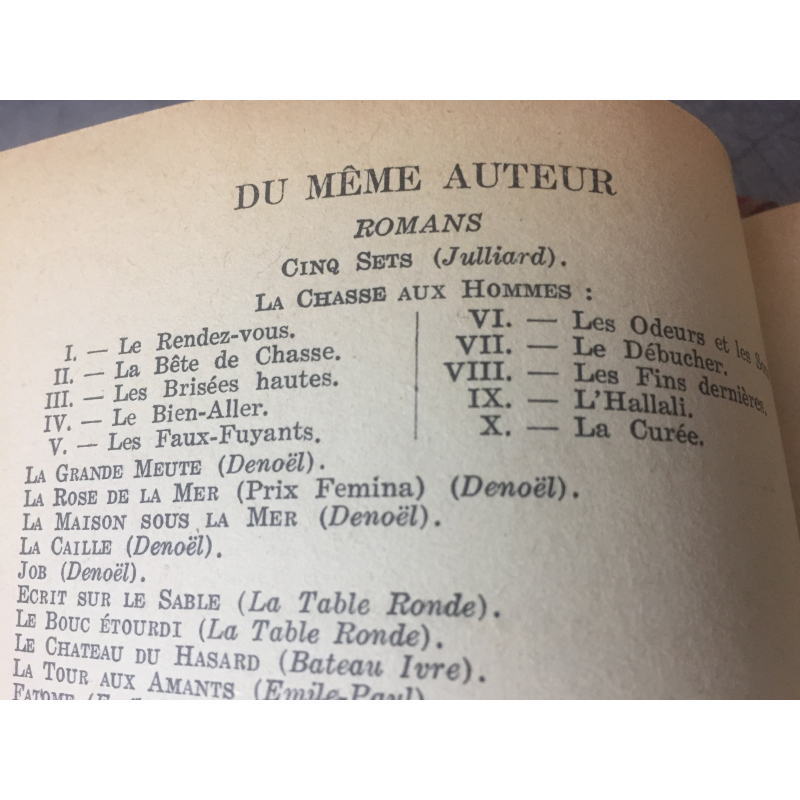 DU MÊME AUTEUR
ROMANS
CINQ SETS (Julliard).
LA CHASSE AUX HOMMES :
I. — Le Rendez-vous.
II. — La Bête de Chasse.
III. — Les Brisées hautes.
IV. — Le Bien-Aller.
V. — Les Faux-Fuyants.
VI. — Les Odeurs et les
VII. — Le Débucher.
VIII. — Les Fins dernières.
IX. — L'Hallali.
X. — La Curée.
LA GRANDE MEUTE (Denoël).
LA ROSE DE LA MER (Prix Femina) (Denoël).
LA MAISON SOUS LA MER (Denoël).
LA CAILLE (Denoël).
JOB (Denoël).
ECRIT SUR LE SABLE (La Table Ronde).
LE BOUC ÉTOURDI (La Table Ronde).
LE CHATEAU DU HASARD (Bateau Ivre).
LA TOUR AUX AMANTS (Emile-Paul).